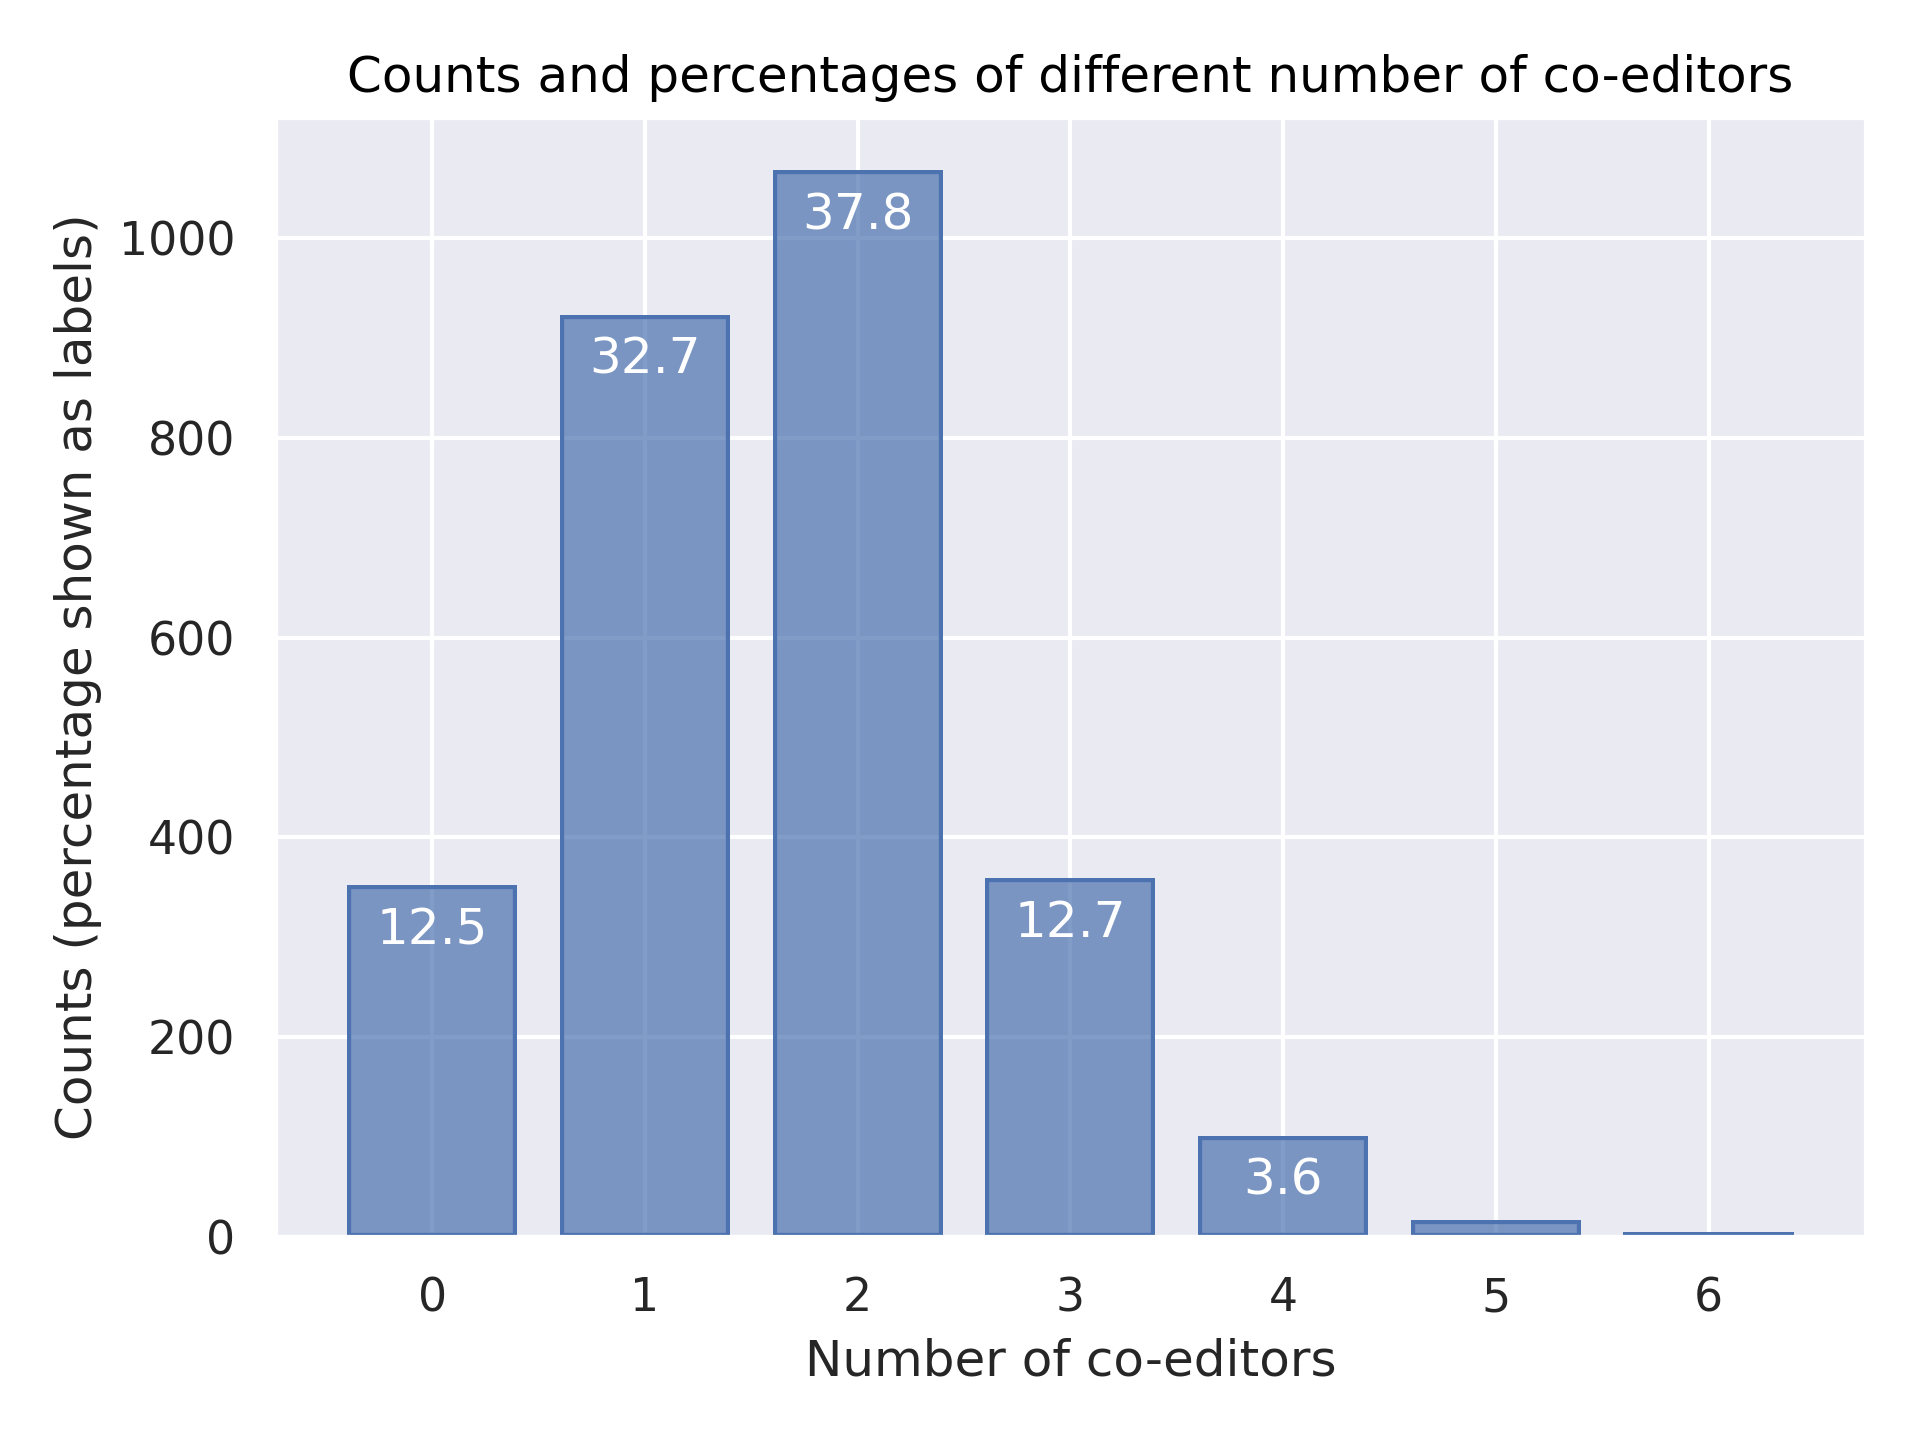 Counts and percentages of different number of co-editors
Counts (percentage shown as labels)
1000
800
600
400
200
0
12.5
32.7
37.8
12.7
3.6
0 1 2 3 4 5 6
Number of co-editors